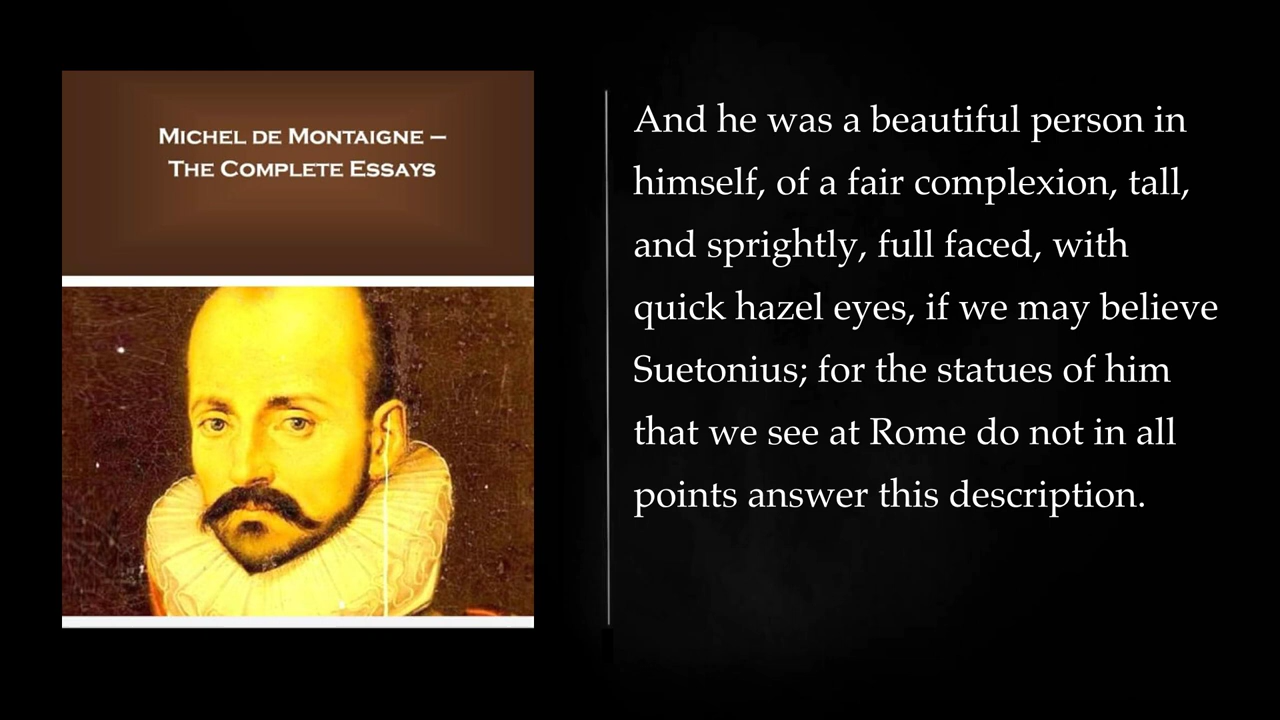 MICHEL DE MONTAIGNE –
THE COMPLETE ESSAYS
And he was a beautiful person in
himself, of a fair complexion, tall,
and sprightly, full faced, with
quick hazel eyes, if we may believe
Suetonius; for the statues of him
that we see at Rome do not in all
points answer this description.